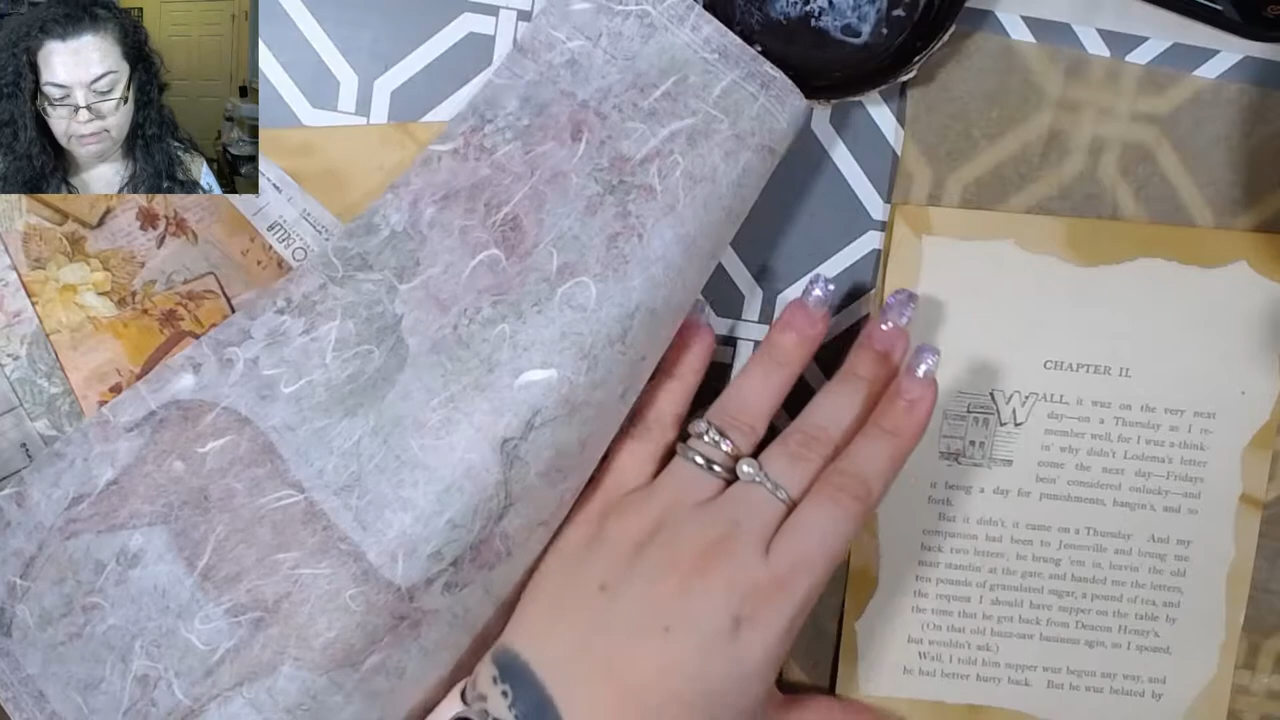 BELLA
CHAPTER II.
WALL, it wuz on the very next
day—on a Thursday as I re-
member well, for I wuz a-think-
in' why didn't Lodema's letter
come the next day—Fridays
bein' considered onlucky—and
it being a day for punishments, hangin's, and so
forth.
But it didn't, it came on a Thursday. And my
companion had been to Jonesville and brung me
back two letters; he brung 'em in, leavin' the old
mair standin' at the gate, and handed me the letters,
ten pounds of granulated sugar, a pound of tea, and
the request I should have supper on the table by
the time that he got back from Deacon Henzy's.
(On that old buzz-saw business agin, so I spozed,
but wouldn't ask.)
Wall, I told him supper wuz begun any way, and
he had better hurry back. But he wuz belated by